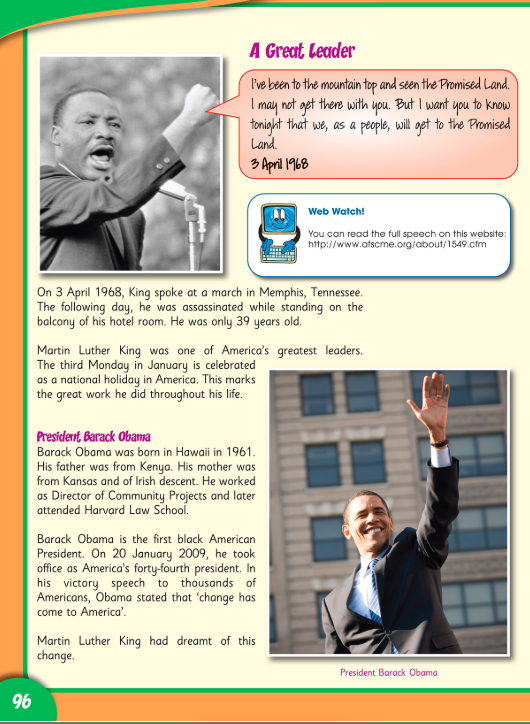 A Great Leader
I've been to the mountain top and seen the Promised Land.
I may not get there with you. But I want you to know
tonight that we, as a people, will get to the Promised
Land.
3 April 1968
Web Watch!
You can read the full speech on this website:
http://www.afscme.org/about/1549.cfm
On 3 April 1968, King spoke at a march in Memphis, Tennessee.
The following day, he was assassinated while standing on the
balcony of his hotel room. He was only 39 years old.
Martin Luther King was one of America's greatest leaders.
The third Monday in January is celebrated
as a national holiday in America. This marks
the great work he did throughout his life.
President Barack Obama
Barack Obama was born in Hawaii in 1961.
His father was from Kenya. His mother was
from Kansas and of Irish descent. He worked
as Director of Community Projects and later
attended Harvard Law School.
Barack Obama is the first black American
President. On 20 January 2009, he took
office as America's forty-fourth president. In
his victory speech to thousands of
Americans, Obama stated that 'change has
come to America'.
Martin Luther King had dreamt of this
change.
President Barack Obama
96